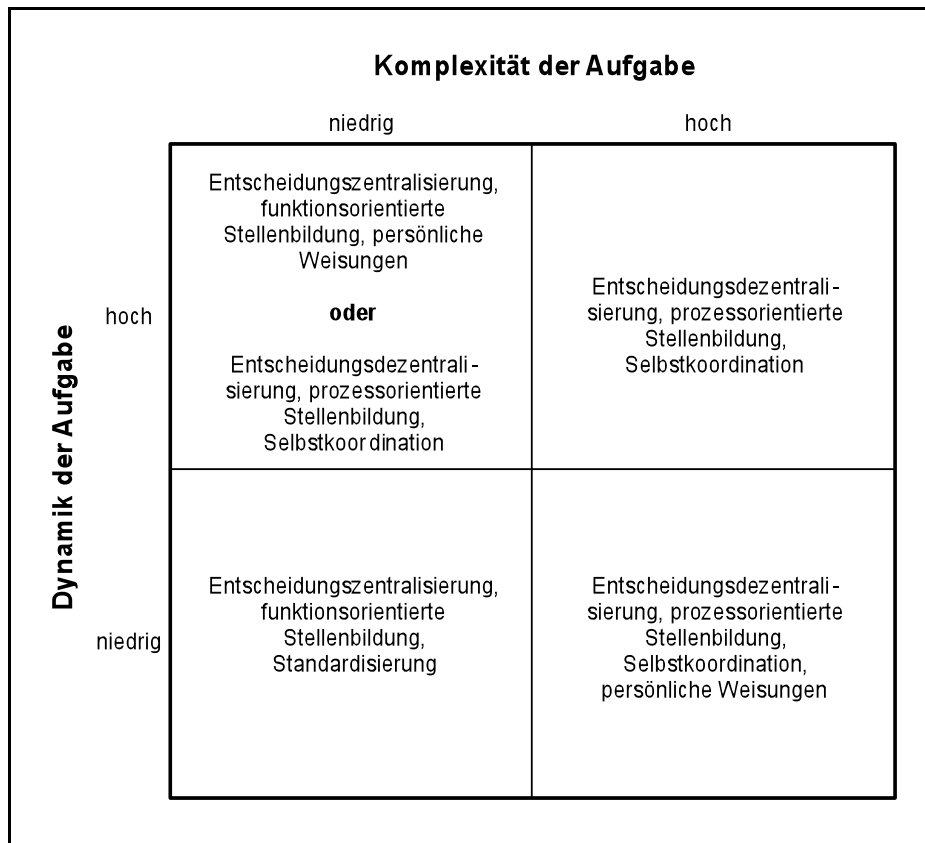 Komplexität der Aufgabe
niedrig
hoch
Dynamik der Aufgabe
hoch
Entscheidungszentralisierung,
funktionsorientierte
Stellenbildung, persönliche
Weisungen
oder
Entscheidungsdezentrali-
sierung, prozessorientierte
Stellenbildung,
Selbstkoordination
Entscheidungsdezentrali-
sierung, prozessorientierte
Stellenbildung,
Selbstkoordination
niedrig
Entscheidungszentralisierung,
funktionsorientierte
Stellenbildung,
Standardisierung
Entscheidungsdezentrali-
sierung, prozessorientierte
Stellenbildung,
Selbstkoordination,
persönliche Weisungen